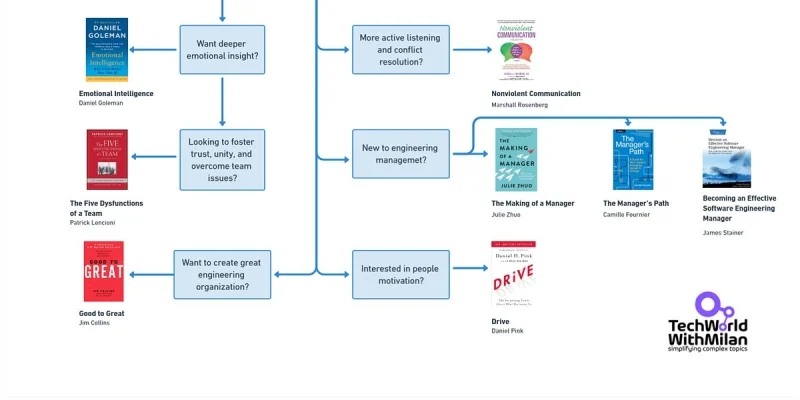 DANIEL
GOLEMAN
Emotional
Intelligence
Want deeper
emotional insight?
Emotional Intelligence
Daniel Goleman
More active listening
and conflict
resolution?
Nonviolent
COMMUNICATION
Nonviolent Communication
Marshall Rosenberg
PATRICK LENCIONI
THE FIVE
DYSFUNCTIONS
of a TEAM
Looking to foster
trust, unity, and
overcome team
issues?
The Five Dysfunctions
of a Team
Patrick Lencioni
New to engineering
managemet?
THE
MAKING
OF A
MANAGER
JULIE ZHUO
The Making of a Manager
Julie Zhuo
The
Manager's
Path
The Manager's Path
Camille Fournier
Become an Effective
Software Engineering
Manager
Becoming an Effective
Software Engineering
Manager
James Stainer
GOOD TO
GREAT
JIM COLLINS
Want to create great
engineering
organization?
Good to Great
Jim Collins
Interested in people
motivation?
Daniel H. Pink
DRiVE
Drive
Daniel Pink
TechWorld
WithMilan
simplifying complex topics